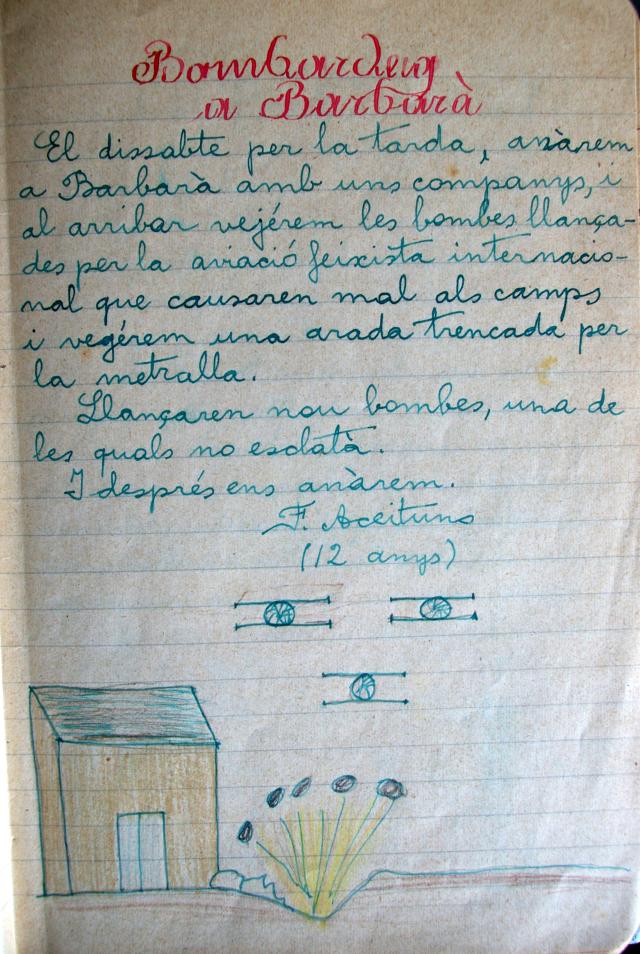 Bombardeig
a Barbarà
El dissabte per la tarda, anàrem
a Barbarà amb uns companys, i
al arribar vejérem les bombes llança-
des per la aviació feixista internacio-
nal que causaren mal als camps
i vegérem una arada trencada per
la metralla.
Llançaren nou bombes, una de
les quals no esclatà.
I després ens anàrem.
F. Aceituno
(12 anys)